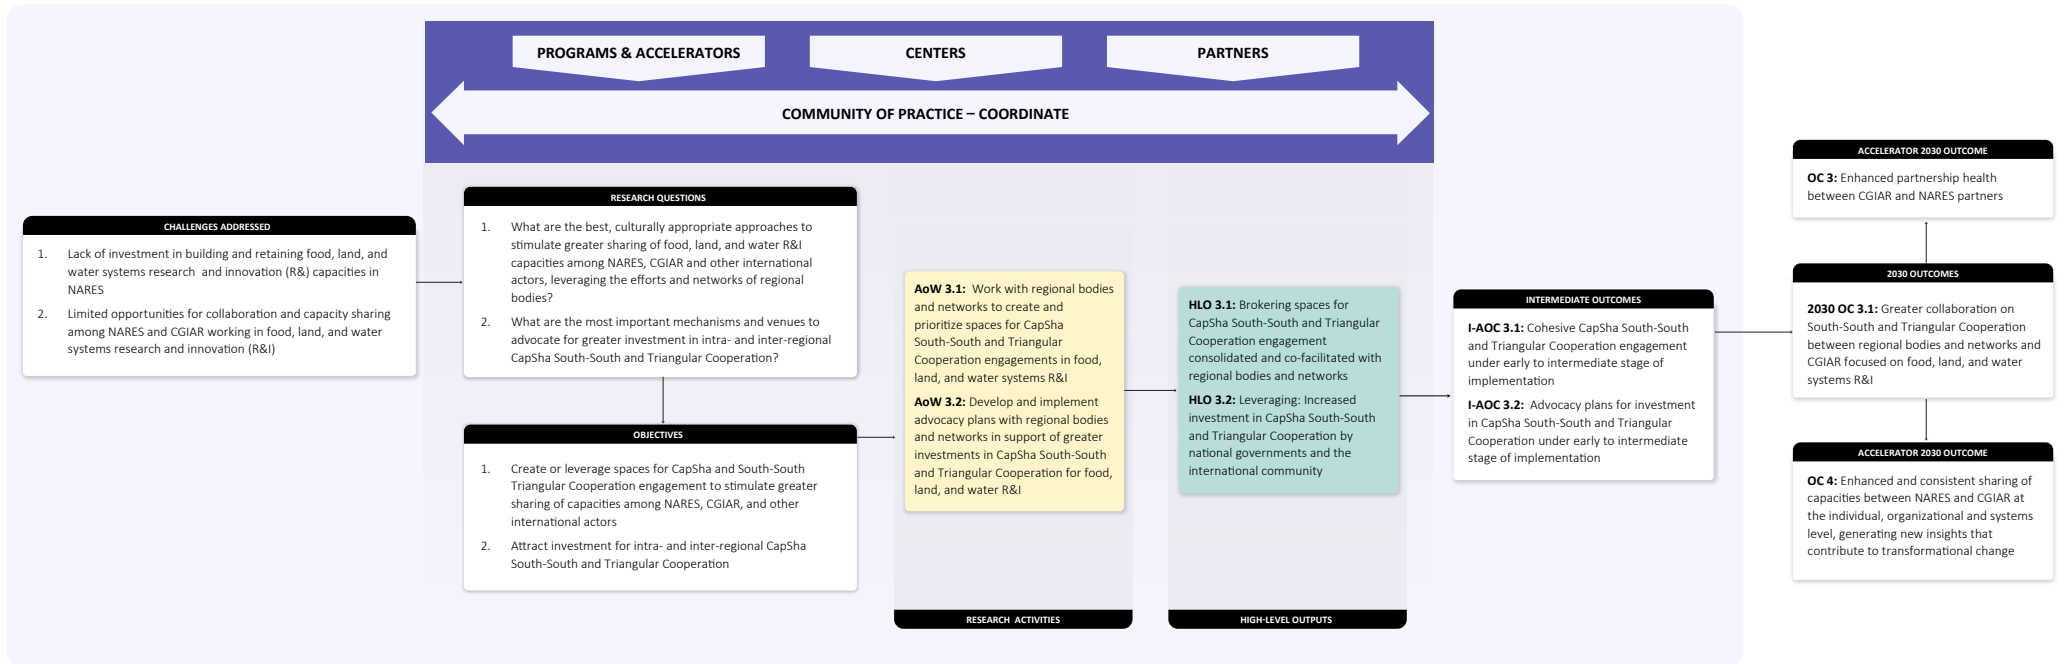 PROGRAMS & ACCELERATORS
CENTERS
PARTNERS
COMMUNITY OF PRACTICE – COORDINATE
CHALLENGES ADDRESSED
1. Lack of investment in building and retaining food, land, and
water systems research and innovation (R&) capacities in
NARES
2. Limited opportunities for collaboration and capacity sharing
among NARES and CGIAR working in food, land, and water
systems research and innovation (R&I)
RESEARCH QUESTIONS
1. What are the best, culturally appropriate approaches to
stimulate greater sharing of food, land, and water R&I
capacities among NARES, CGIAR and other international
actors, leveraging the efforts and networks of regional
bodies?
2. What are the most important mechanisms and venues to
advocate for greater investment in intra- and inter-regional
CapSha South-South and Triangular Cooperation?
OBJECTIVES
1. Create or leverage spaces for CapSha and South-South
Triangular Cooperation engagement to stimulate greater
sharing of capacities among NARES, CGIAR, and other
international actors
2. Attract investment for intra- and inter-regional CapSha
South-South and Triangular Cooperation
AoW 3.1: Work with regional bodies
and networks to create and
prioritize spaces for CapSha
South-South and Triangular
Cooperation engagements in food,
land, and water systems R&I
AoW 3.2: Develop and implement
advocacy plans with regional bodies
and networks in support of greater
investments in CapSha South-South
and Triangular Cooperation for food,
land, and water R&I
RESEARCH ACTIVITIES
HLO 3.1: Brokering spaces for
CapSha South-South and Triangular
Cooperation engagement
consolidated and co-facilitated with
regional bodies and networks
HLO 3.2: Leveraging: Increased
investment in CapSha South-South
and Triangular Cooperation by
national governments and the
international community
HIGH-LEVEL OUTPUTS
INTERMEDIATE OUTCOMES
I-AOC 3.1: Cohesive CapSha South-South
and Triangular Cooperation engagement
under early to intermediate stage of
implementation
I-AOC 3.2: Advocacy plans for investment
in CapSha South-South and Triangular
Cooperation under early to intermediate
stage of implementation
ACCELERATOR 2030 OUTCOME
OC 3: Enhanced partnership health
between CGIAR and NARES partners
2030 OUTCOMES
2030 OC 3.1: Greater collaboration on
South-South and Triangular Cooperation
between regional bodies and networks and
CGIAR focused on food, land, and water
systems R&I
ACCELERATOR 2030 OUTCOME
OC 4: Enhanced and consistent sharing of
capacities between NARES and CGIAR at
the individual, organizational and systems
level, generating new insights that
contribute to transformational change